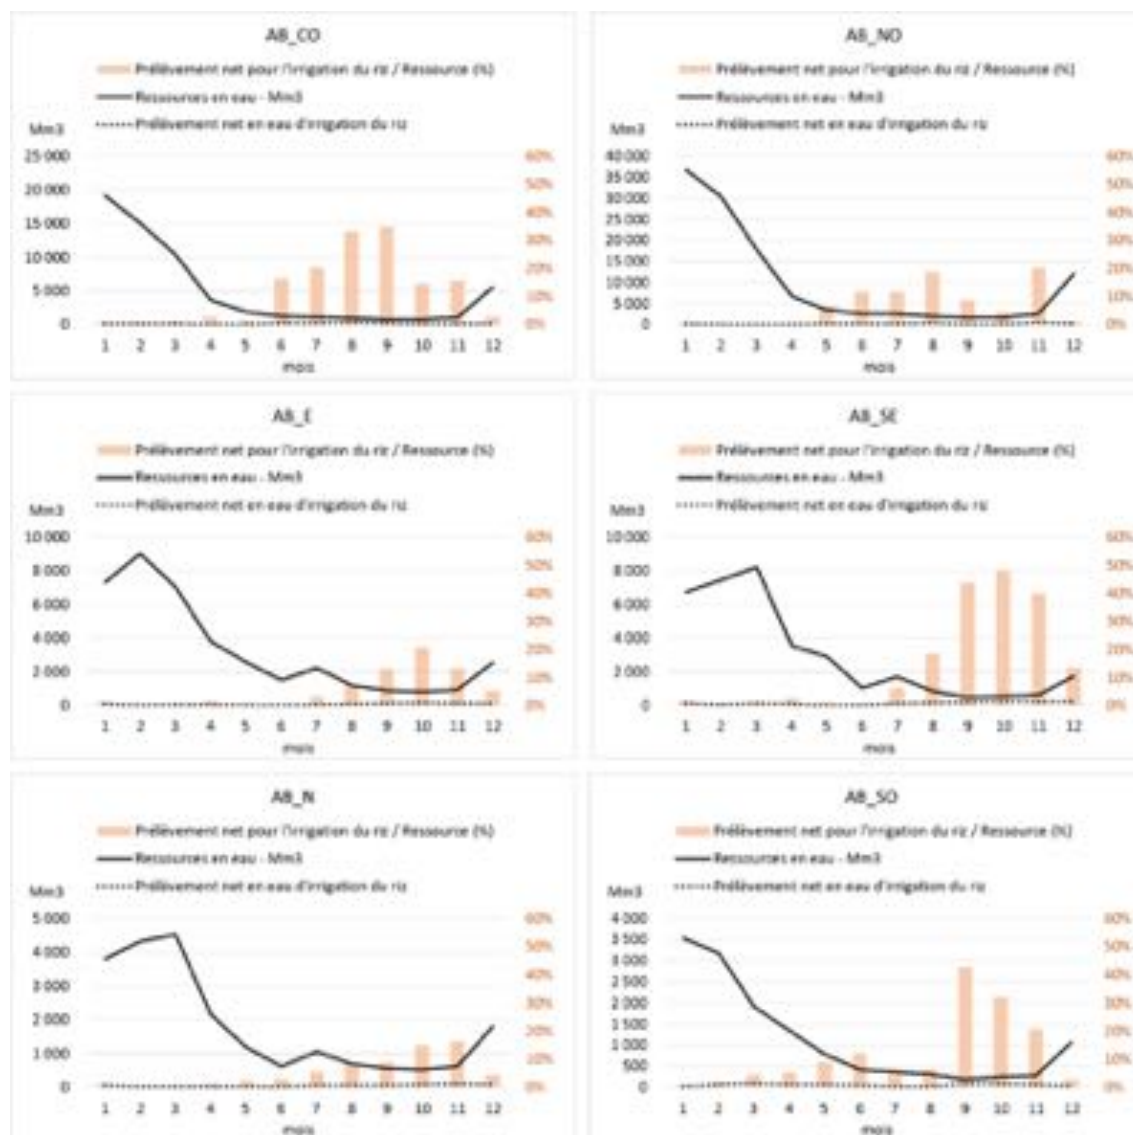 AB_CO
Prélèvement net pour l'irrigation du riz / Ressource (%)
Ressources en eau - Mm3
Prélèvement net en eau d'irrigation du riz
Mm3
25 000 60%
20 000 50%
15 000 40%
10 000 30%
5 000 20%
0 10%
0%
1 2 3 4 5 6 7 8 9 10 11 12
mois
AB_NO
Prélèvement net pour l'irrigation du riz / Ressource (%)
Ressources en eau - Mm3
Prélèvement net en eau d'irrigation du riz
Mm3
40 000 60%
35 000 50%
30 000 40%
25 000 30%
20 000 20%
15 000 10%
10 000 0%
5 000
0
1 2 3 4 5 6 7 8 9 10 11 12
mois
AB_E
Prélèvement net pour l'irrigation du riz / Ressource (%)
Ressources en eau - Mm3
Prélèvement net en eau d'irrigation du riz
Mm3
10 000 60%
8 000 50%
6 000 40%
4 000 30%
2 000 20%
0 10%
0%
1 2 3 4 5 6 7 8 9 10 11 12
mois
AB_SE
Prélèvement net pour l'irrigation du riz / Ressource (%)
Ressources en eau - Mm3
Prélèvement net en eau d'irrigation du riz
Mm3
10 000 60%
8 000 50%
6 000 40%
4 000 30%
2 000 20%
0 10%
0%
1 2 3 4 5 6 7 8 9 10 11 12
mois
AB_N
Prélèvement net pour l'irrigation du riz / Ressource (%)
Ressources en eau - Mm3
Prélèvement net en eau d'irrigation du riz
Mm3
5 000 60%
4 000 50%
3 000 40%
2 000 30%
1 000 20%
0 10%
0%
1 2 3 4 5 6 7 8 9 10 11 12
mois
AB_SO
Prélèvement net pour l'irrigation du riz / Ressource (%)
Ressources en eau - Mm3
Prélèvement net en eau d'irrigation du riz
Mm3
4 000 60%
3 500 50%
3 000 40%
2 500 30%
2 000 20%
1 500 10%
1 000 0%
500
0
1 2 3 4 5 6 7 8 9 10 11 12
mois